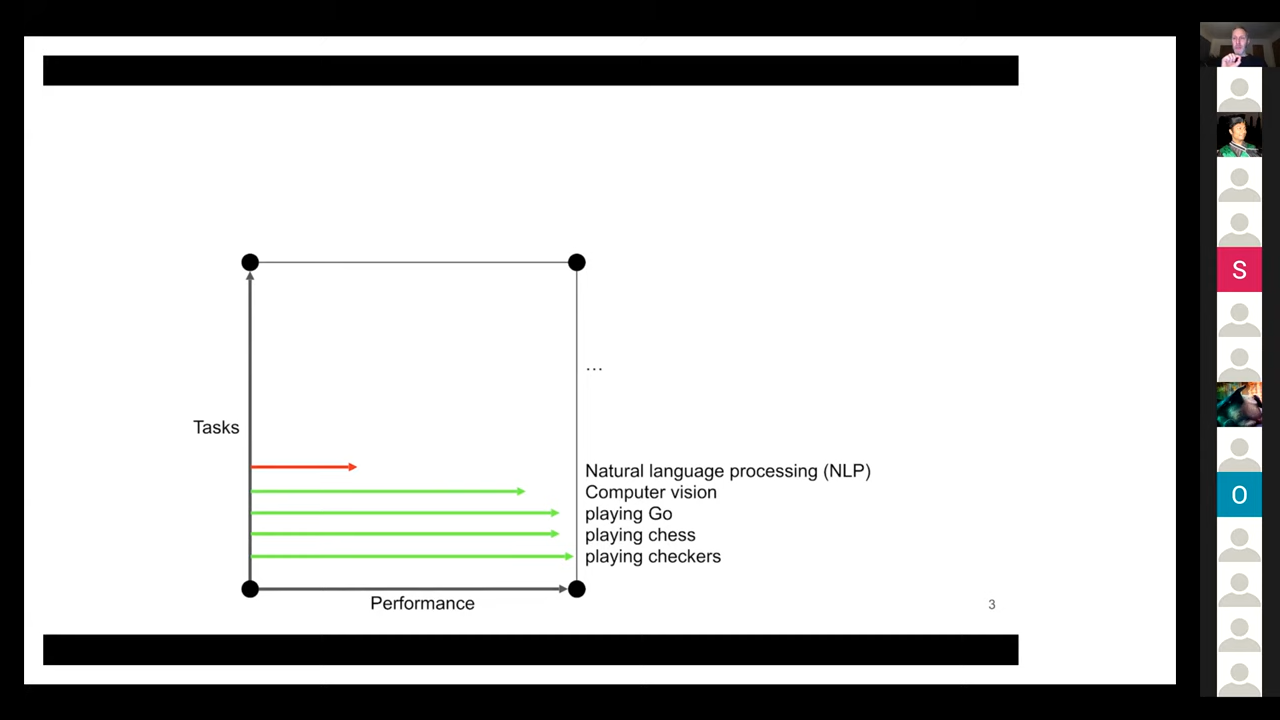 …
Tasks
Natural language processing (NLP)
Computer vision
playing Go
playing chess
playing checkers
Performance
3
S
O